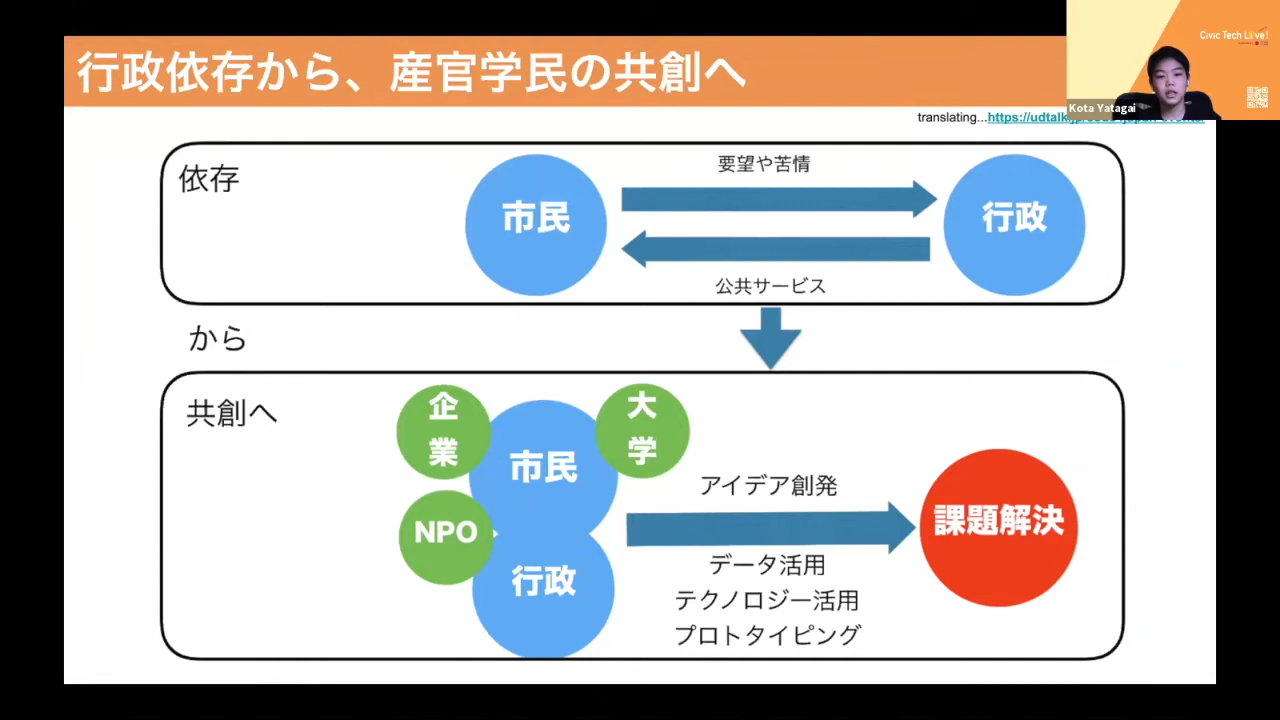 行政依存から、産官学民の共創へ
Civic Tech Live!
Kota Yatagai
translating...https://udtalk.jp
依存
要望や苦情
市民
行政
公共サービス
から
共創へ
企
業
大
学
市民
NPO
行政
アイデア創発
データ活用
テクノロジー活用
プロトタイピング
課題解決